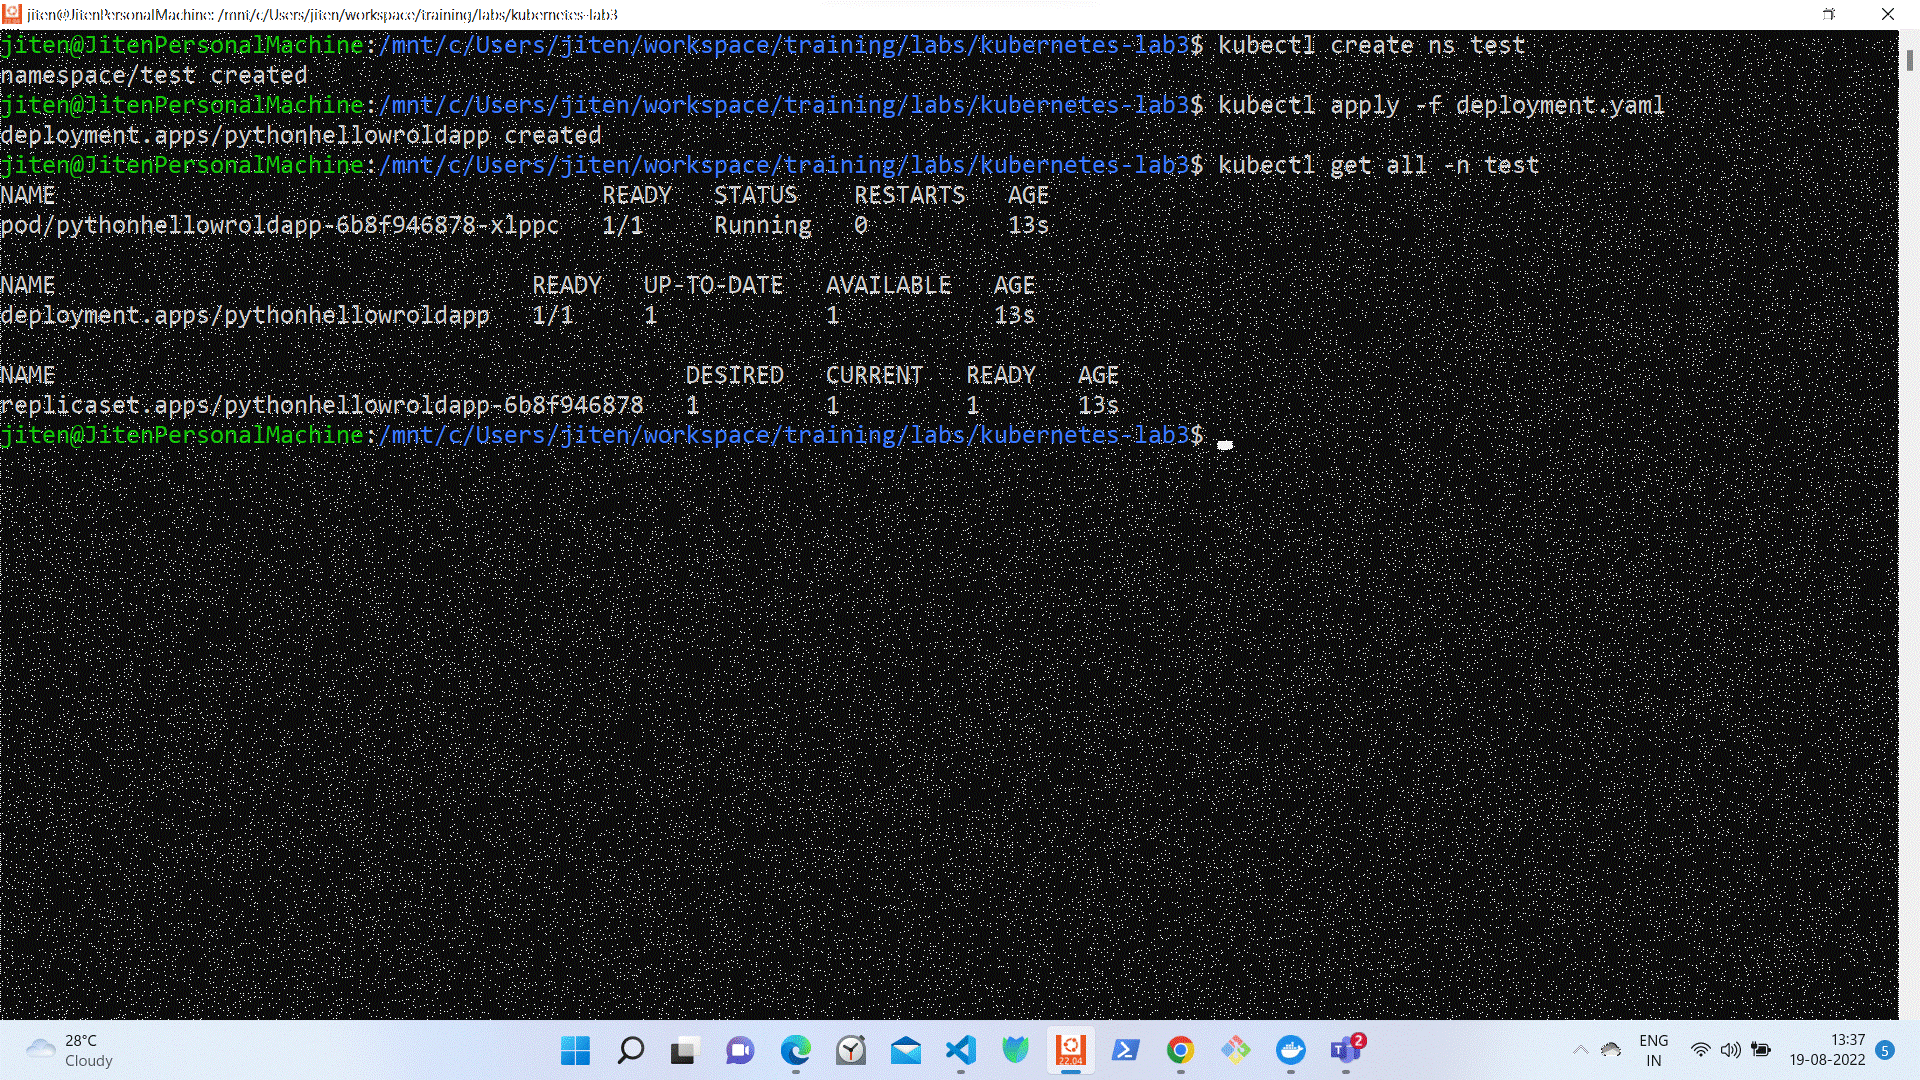 jiten@JitenPersonalMachine: /mnt/c/Users/jiten/workspace/training/labs/kubernetes-lab3
jiten@JitenPersonalMachine:/mnt/c/Users/jiten/workspace/training/labs/kubernetes-lab3$ kubectl create ns test
namespace/test created
jiten@JitenPersonalMachine:/mnt/c/Users/jiten/workspace/training/labs/kubernetes-lab3$ kubectl apply -f deployment.yaml
deployment.apps/pythonhellowroldapp created
jiten@JitenPersonalMachine:/mnt/c/Users/jiten/workspace/training/labs/kubernetes-lab3$ kubectl get all -n test
NAME READY STATUS RESTARTS AGE
pod/pythonhellowroldapp-6b8f946878-xlppc 1/1 Running 0 13s
NAME READY UP-TO-DATE AVAILABLE AGE
deployment.apps/pythonhellowroldapp 1/1 1 1 13s
NAME DESIRED CURRENT READY AGE
replicaset.apps/pythonhellowroldapp-6b8f946878 1 1 1 13s
jiten@JitenPersonalMachine:/mnt/c/Users/jiten/workspace/training/labs/kubernetes-lab3$
28°C
Cloudy
22.04
2
ENG
IN
13:37
19-08-2022
5